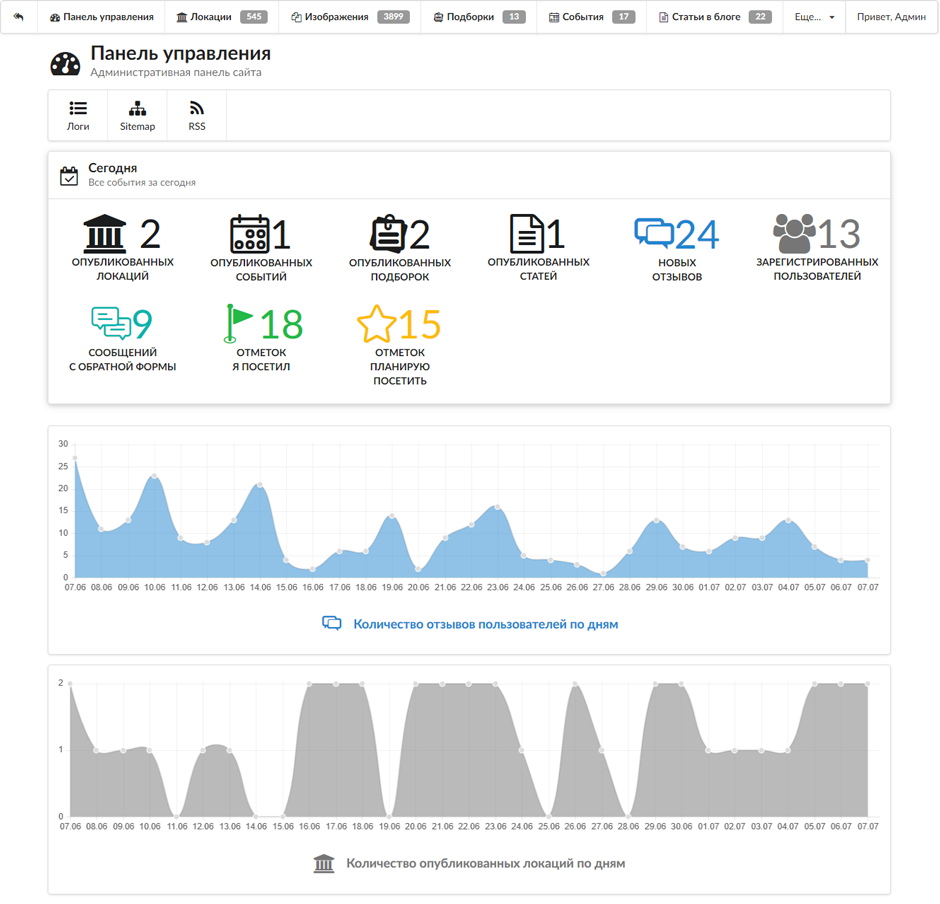 Панель управления Локации 545 Изображения 3899 Подборки 13 События 17 Статьи в блоге 22 Еще... Привет, Админ
Панель управления
Административная панель сайта
Логи Sitemap RSS
Сегодня
Все события за сегодня
2 1 2 1 24 13
ОПУБЛИКОВАННЫХ ОПУБЛИКОВАННЫХ ОПУБЛИКОВАННЫХ ОПУБЛИКОВАННЫХ НОВЫХ ЗАРЕГИСТРИРОВАННЫХ
ЛОКАЦИЙ СОБЫТИЙ ПОДБОРОК СТАТЕЙ ОТЗЫВОВ ПОЛЬЗОВАТЕЛЕЙ
9 18 15
СООБЩЕНИЙ ОТМЕТОК ОТМЕТОК
С ОБРАТНОЙ ФОРМЫ Я ПОСЕТИЛ ПЛАНИРУЮ
ПОСЕТИТЬ
30
25
20
15
10
5
0
07.06 08.06 09.06 10.06 11.06 12.06 13.06 14.06 15.06 16.06 17.06 18.06 19.06 20.06 21.06 22.06 23.06 24.06 25.06 26.06 27.06 28.06 29.06 30.06 01.07 02.07 03.07 04.07 05.07 06.07 07.07
Количество отзывов пользователей по дням
2
1
0
07.06 08.06 09.06 10.06 11.06 12.06 13.06 14.06 15.06 16.06 17.06 18.06 19.06 20.06 21.06 22.06 23.06 24.06 25.06 26.06 27.06 28.06 29.06 30.06 01.07 02.07 03.07 04.07 05.07 06.07 07.07
Количество опубликованных локаций по дням